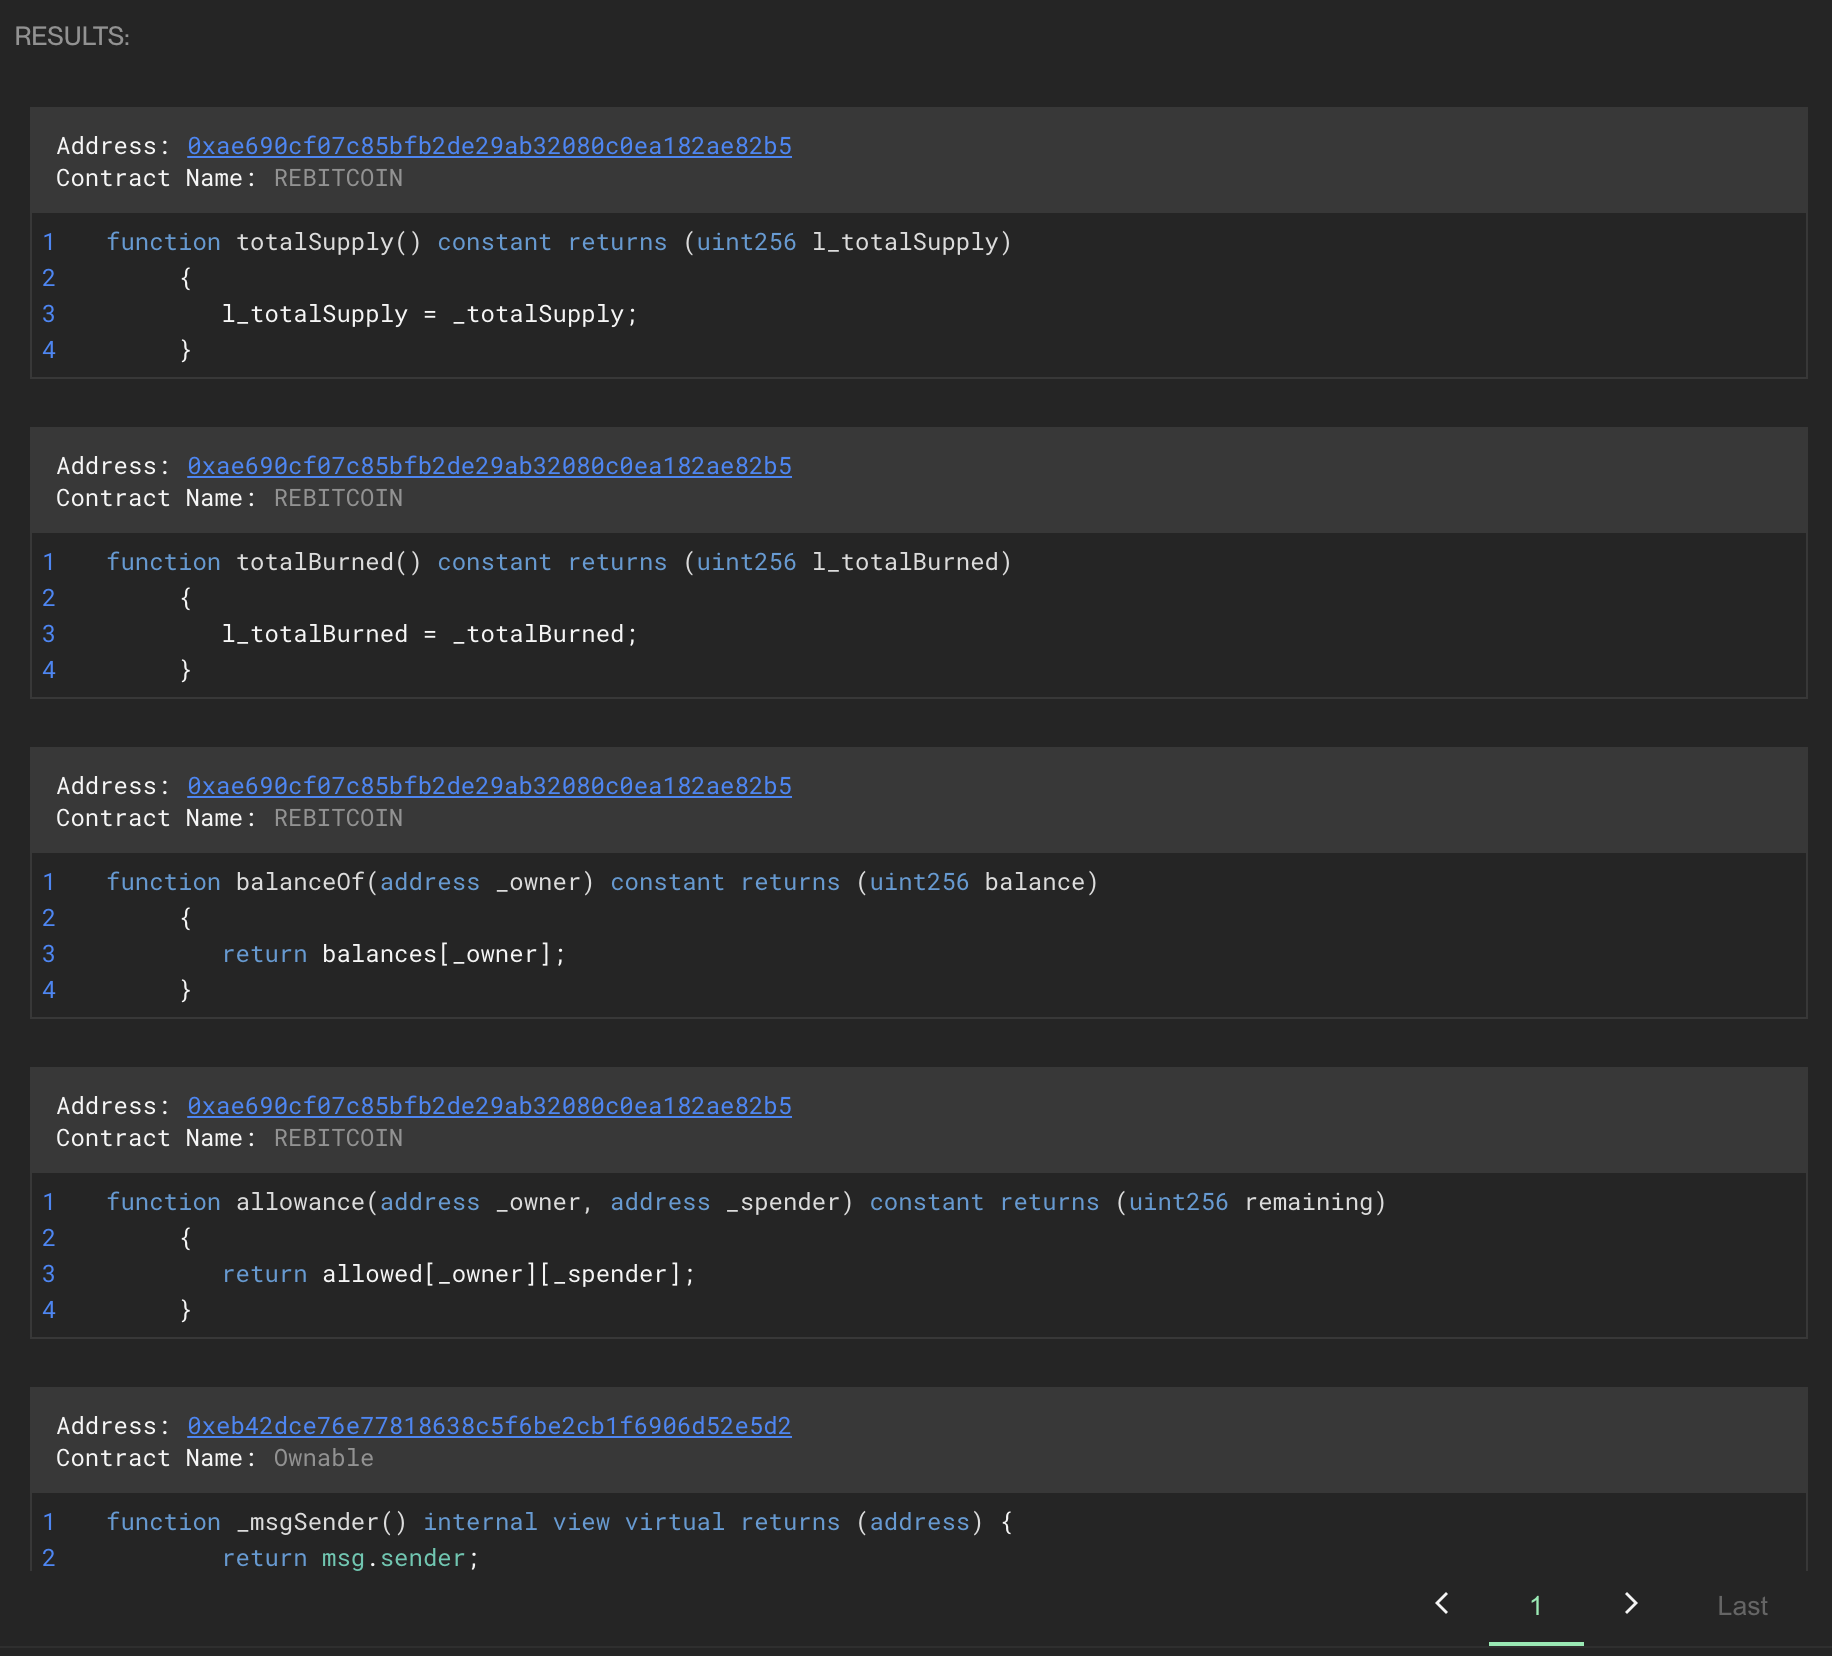 RESULTS:
Address: 0xae690cf07c85bfb2de29ab32080c0ea182ae82b5
Contract Name: REBITCOIN
1 function totalSupply() constant returns (uint256 l_totalSupply)
2 {
3 l_totalSupply = _totalSupply;
4 }
Address: 0xae690cf07c85bfb2de29ab32080c0ea182ae82b5
Contract Name: REBITCOIN
1 function totalBurned() constant returns (uint256 l_totalBurned)
2 {
3 l_totalBurned = _totalBurned;
4 }
Address: 0xae690cf07c85bfb2de29ab32080c0ea182ae82b5
Contract Name: REBITCOIN
1 function balanceOf(address _owner) constant returns (uint256 balance)
2 {
3 return balances[_owner];
4 }
Address: 0xae690cf07c85bfb2de29ab32080c0ea182ae82b5
Contract Name: REBITCOIN
1 function allowance(address _owner, address _spender) constant returns (uint256 remaining)
2 {
3 return allowed[_owner][_spender];
4 }
Address: 0xeb42dce76e77818638c5f6be2cb1f6906d52e5d2
Contract Name: Ownable
1 function _msgSender() internal view virtual returns (address) {
2 return msg.sender;
1 Last